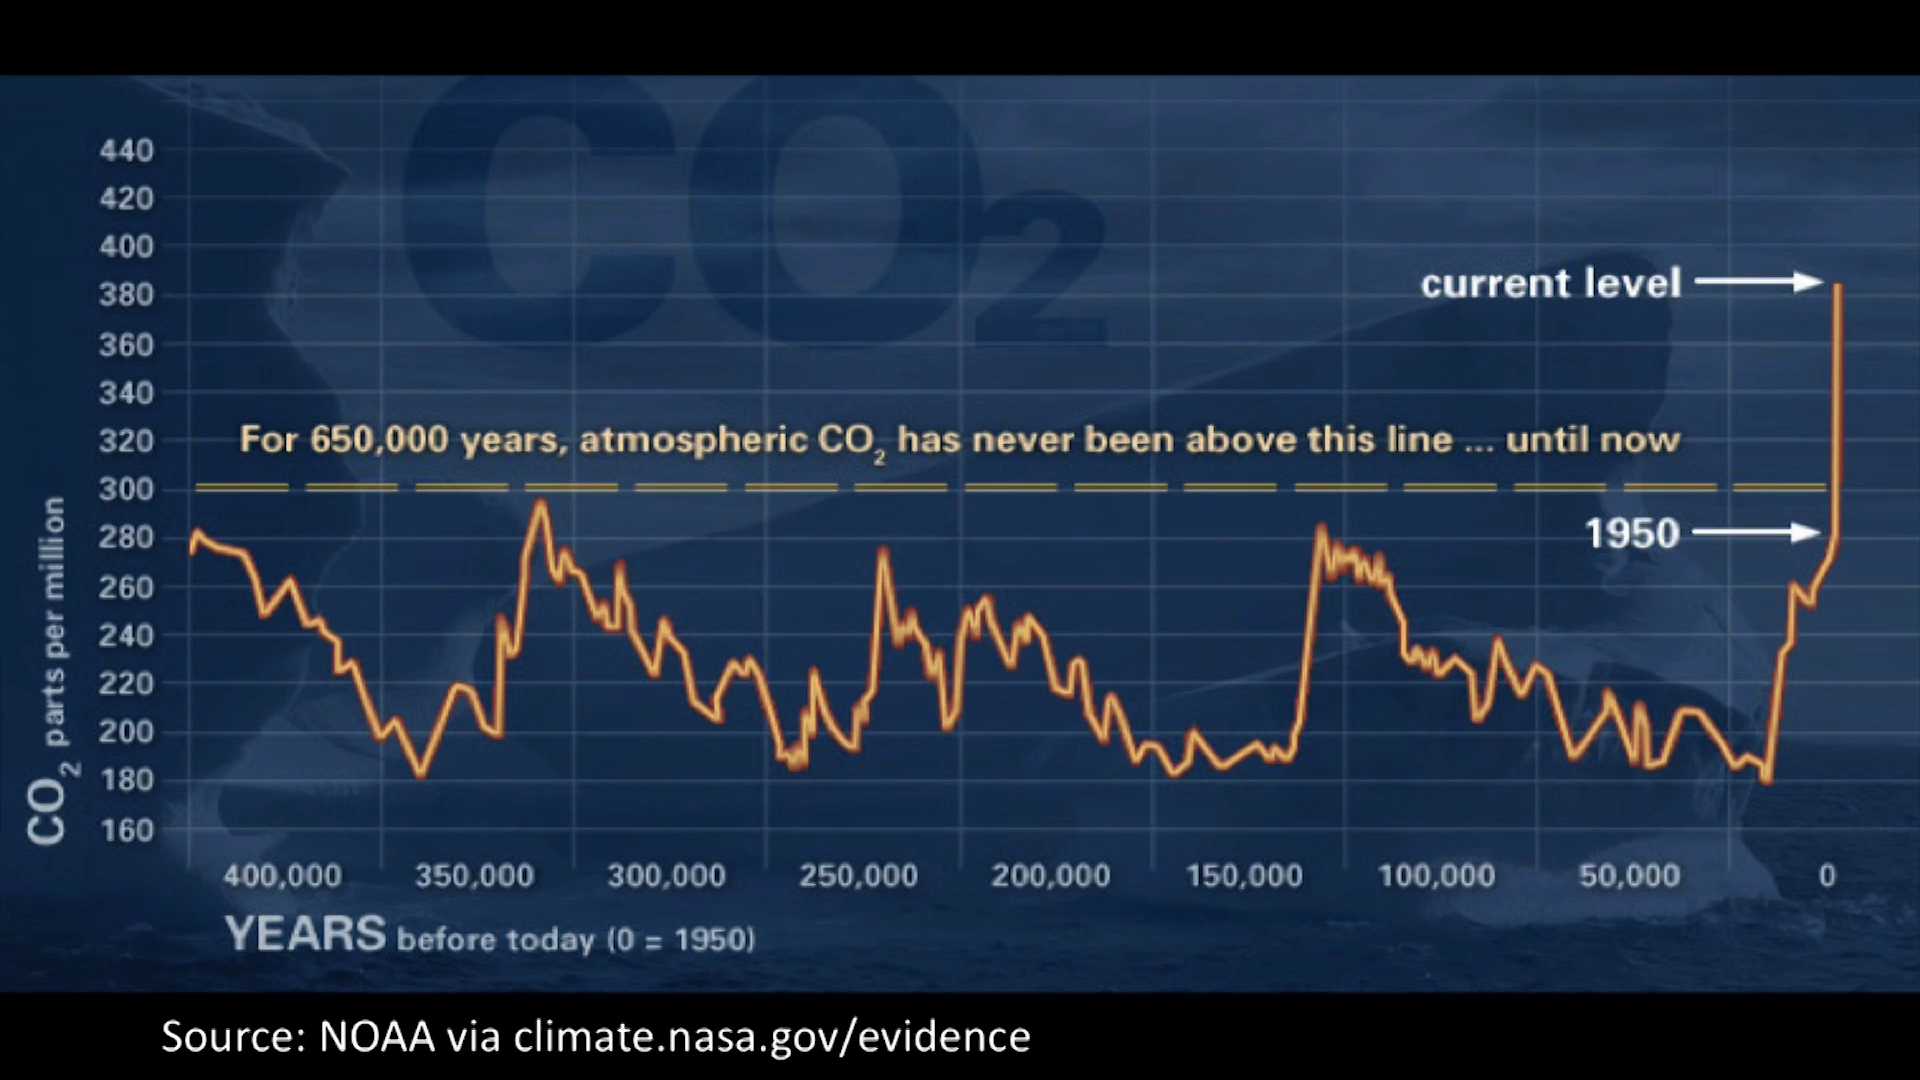 CO2
440
420
400
380
360
340
320
300
280
260
240
220
200
180
160
CO2 parts per million
current level
For 650,000 years, atmospheric CO2 has never been above this line ... until now
1950
400,000 350,000 300,000 250,000 200,000 150,000 100,000 50,000 0
YEARS before today (0 = 1950)
Source: NOAA via climate.nasa.gov/evidence